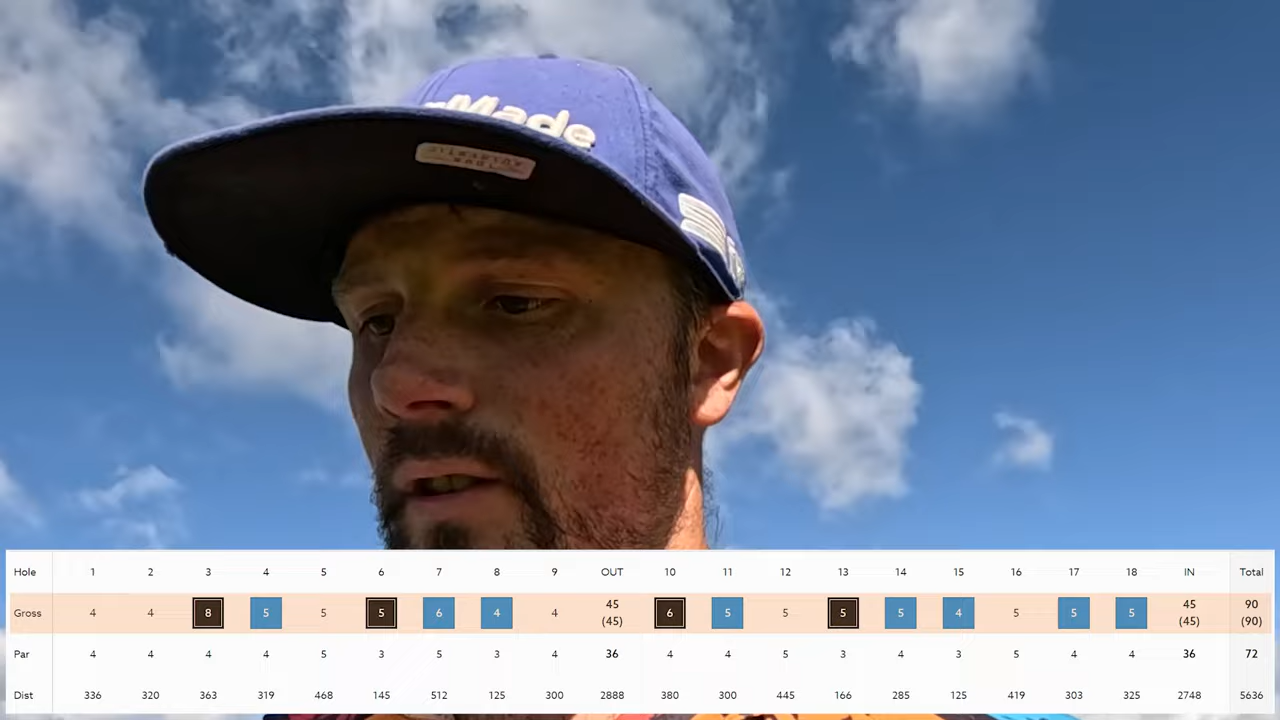 rMade
Hole 1 2 3 4 5 6 7 8 9 OUT 10 11 12 13 14 15 16 17 18 IN Total
Gross 4 4 8 5 5 5 6 4 4 45 (45) 6 5 5 5 5 4 5 5 5 45 (45) 90 (90)
Par 4 4 4 4 5 3 5 3 4 36 4 4 5 3 4 3 5 4 4 36 72
Dist 336 320 363 319 468 145 512 125 300 2888 380 300 445 166 285 125 419 303 325 2748 5636